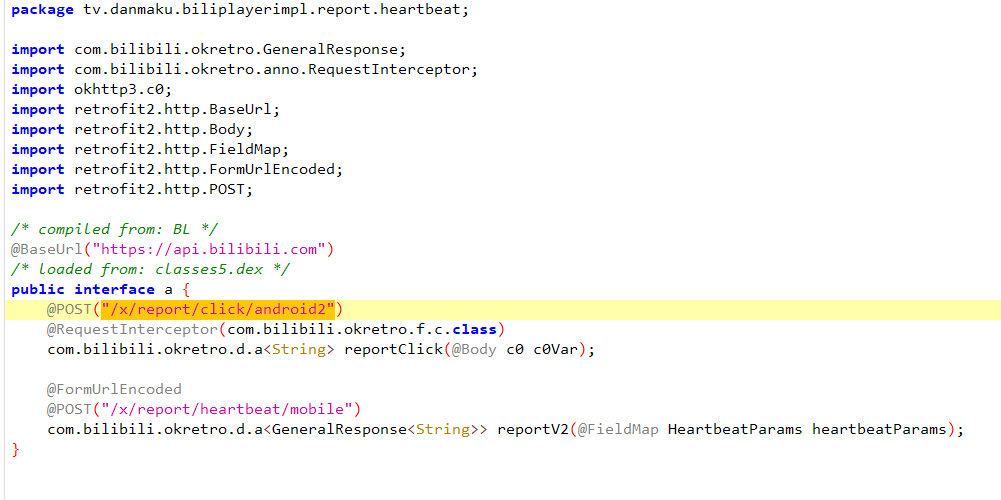 package tv.danmaku.biliplayerimpl.report.heartbeat;
import com.bilibili.okretro.GeneralResponse;
import com.bilibili.okretro.anno.RequestInterceptor;
import okhttp3.c0;
import retrofit2.http.BaseUrl;
import retrofit2.http.Body;
import retrofit2.http.FieldMap;
import retrofit2.http.FormUrlEncoded;
import retrofit2.http.POST;
/* compiled from: BL */
@BaseUrl("https://api.bilibili.com")
/* loaded from: classes5.dex */
public interface a {
@POST("/x/report/click/android2")
@RequestInterceptor(com.bilibili.okretro.f.c.class)
com.bilibili.okretro.d.a<String> reportClick(@Body c0 c0Var);
@FormUrlEncoded
@POST("/x/report/heartbeat/mobile")
com.bilibili.okretro.d.a<GeneralResponse<String>> reportV2(@FieldMap HeartbeatParams heartbeatParams);
}